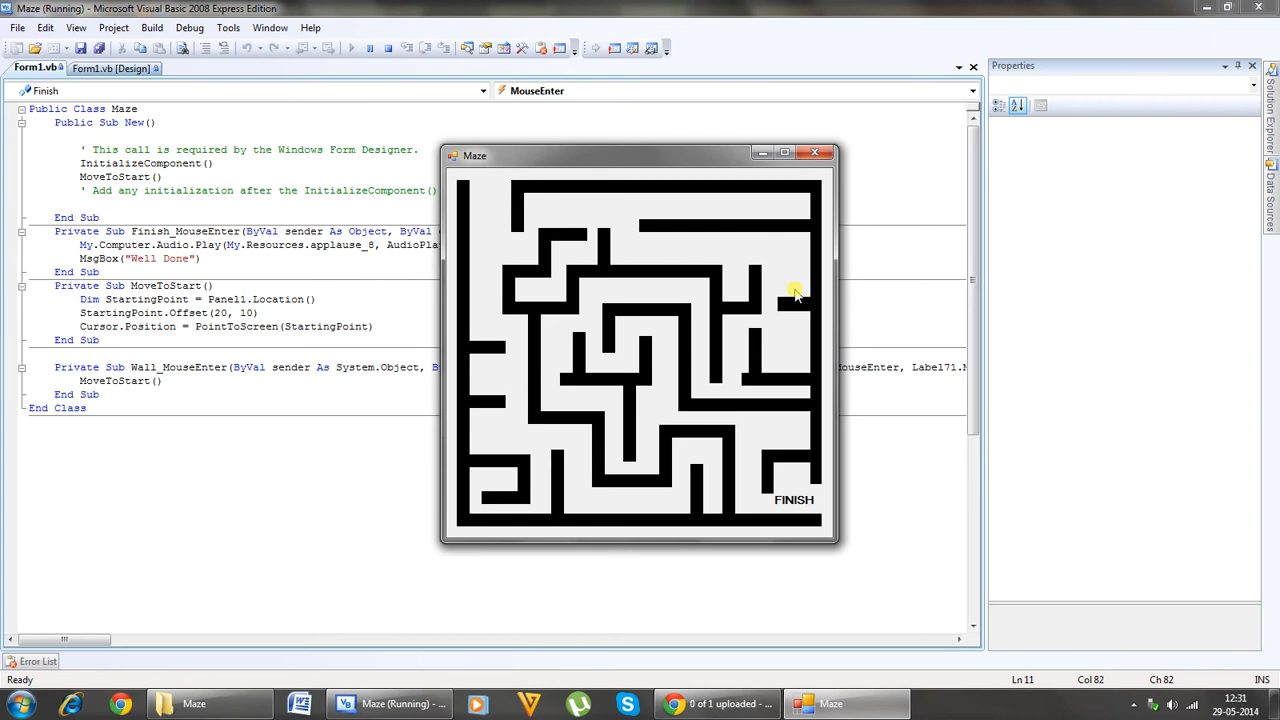 Maze (Running) - Microsoft Visual Basic 2008 Express Edition
File Edit View Project Build Debug Tools Window Help
Form1.vb Form1.vb [Design]
Properties
Finish MouseEnter
Public Class Maze
Public Sub New()
' This call is required by the Windows Form Designer.
InitializeComponent()
MoveToStart()
' Add any initialization after the InitializeComponent()
End Sub
Private Sub Finish_MouseEnter(ByVal sender As Object, ByVal
My.Computer.Audio.Play(My.Resources.applause_8, AudioPla
MsgBox("Well Done")
End Sub
Private Sub MoveToStart()
Dim StartingPoint = Panel1.Location()
StartingPoint.Offset(20, 10)
Cursor.Position = PointToScreen(StartingPoint)
End Sub
Private Sub Wall_MouseEnter(ByVal sender As System.Object, B MouseEnter, Label71.M
MoveToStart()
End Sub
End Class
Maze
FINISH
Solution Explorer
Data Sources
Error List
Ready Ln 11 Col 82 Ch 82 INS
Maze Maze (Running) - ... 0 of 1 uploaded - ... Maze
12:31
29-05-2014